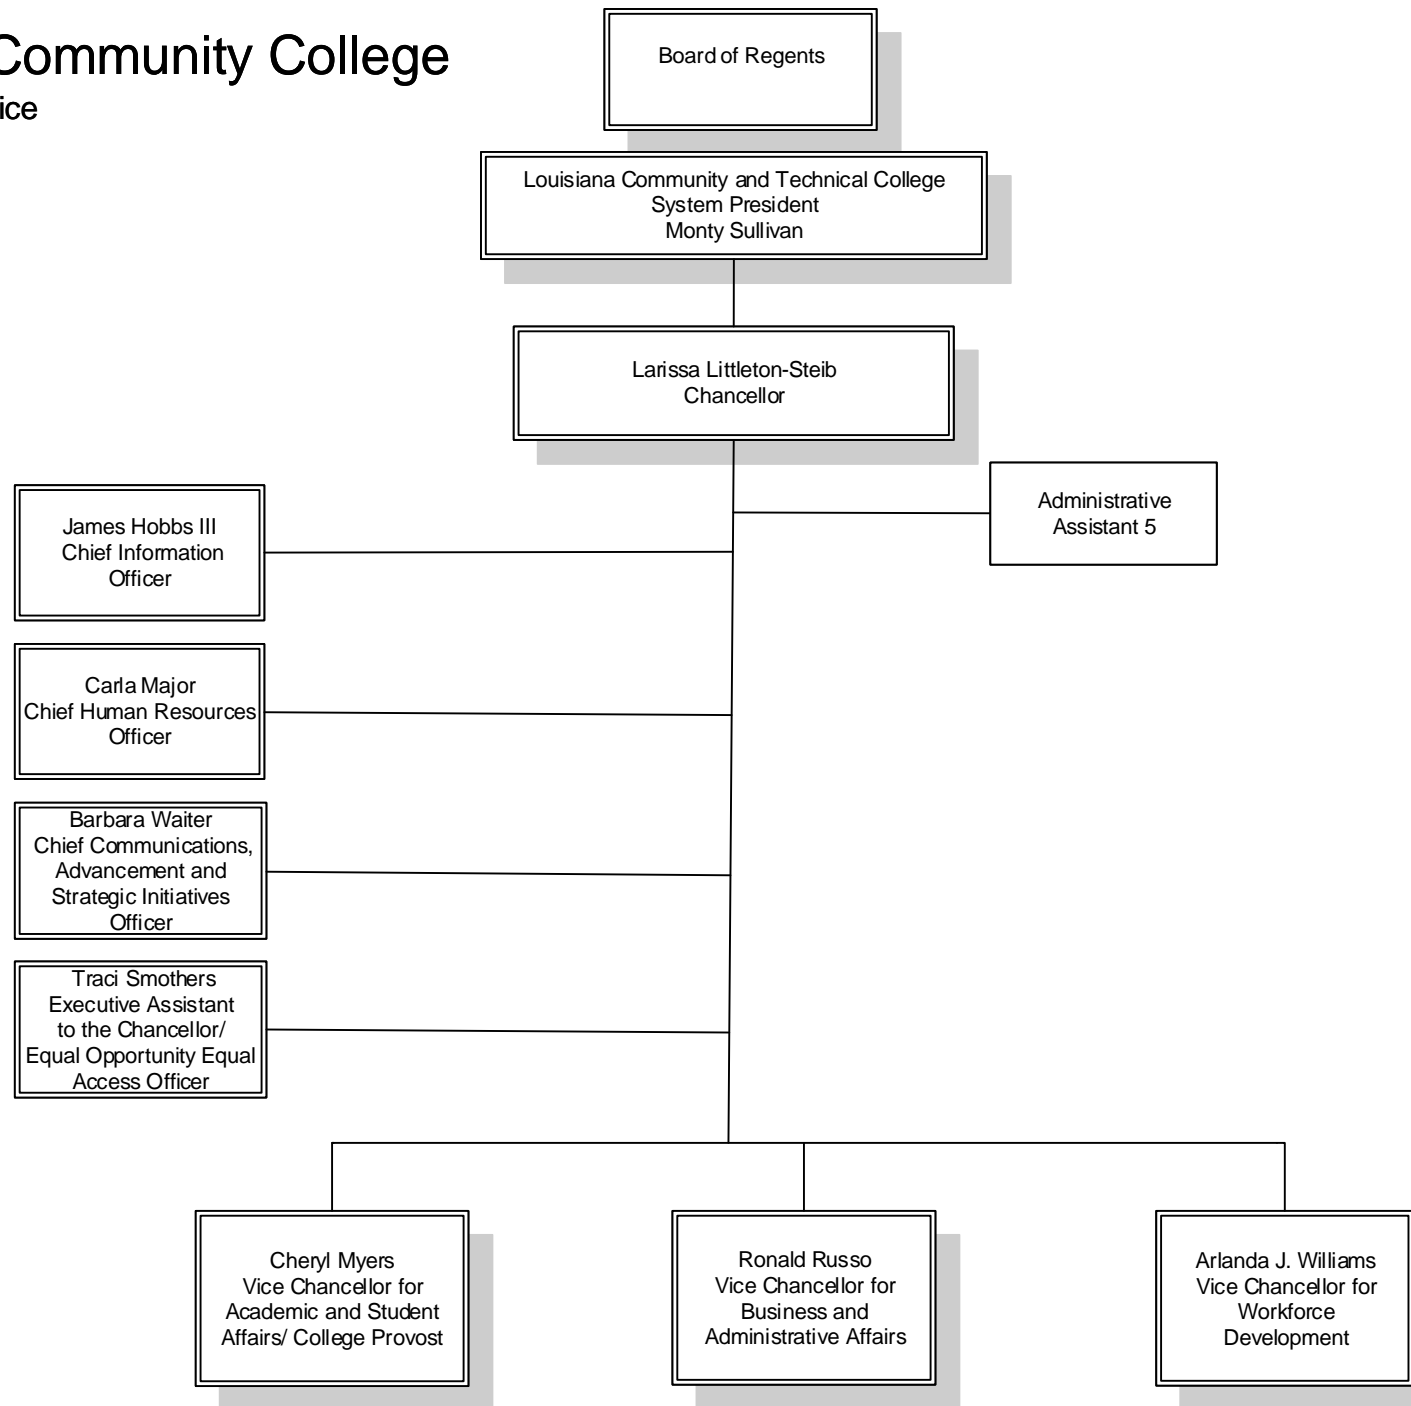 Community College
ice
Board of Regents
Louisiana Community and Technical College
System President
Monty Sullivan
Larissa Littleton-Steib
Chancellor
Administrative
Assistant 5
James Hobbs III
Chief Information
Officer
Carla Major
Chief Human Resources
Officer
Barbara Waiter
Chief Communications,
Advancement and
Strategic Initiatives
Officer
Traci Smothers
Executive Assistant
to the Chancellor/
Equal Opportunity Equal
Access Officer
Cheryl Myers
Vice Chancellor for
Academic and Student
Affairs/ College Provost
Ronald Russo
Vice Chancellor for
Business and
Administrative Affairs
Arlanda J. Williams
Vice Chancellor for
Workforce
Development